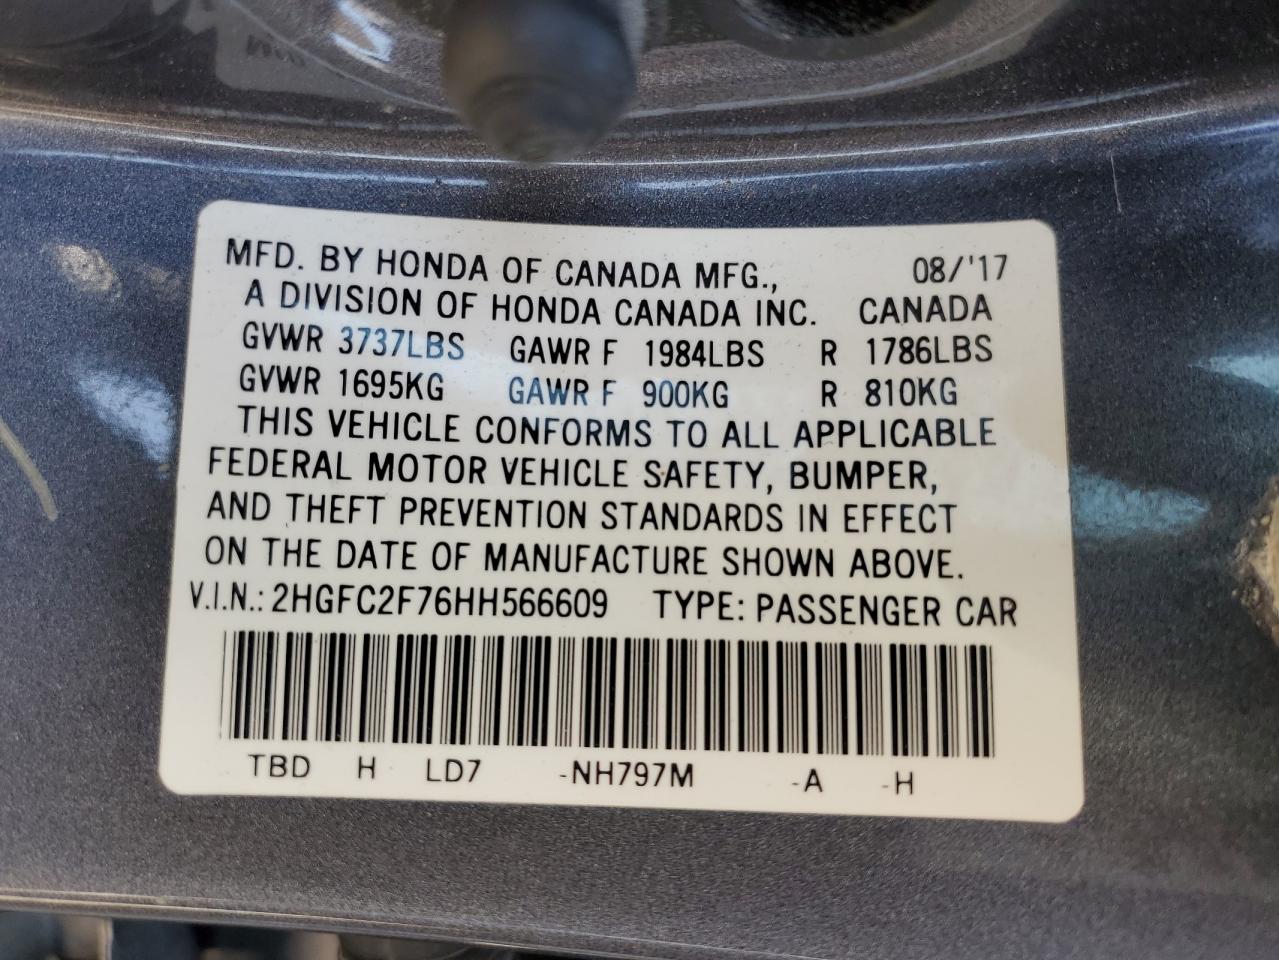 MFD. BY HONDA OF CANADA MFG., 08/'17
A DIVISION OF HONDA CANADA INC. CANADA
GVWR 3737LBS GAWR F 1984LBS R 1786LBS
GVWR 1695KG GAWR F 900KG R 810KG
THIS VEHICLE CONFORMS TO ALL APPLICABLE
FEDERAL MOTOR VEHICLE SAFETY, BUMPER,
AND THEFT PREVENTION STANDARDS IN EFFECT
ON THE DATE OF MANUFACTURE SHOWN ABOVE.
V.I.N.: 2HGFC2F76HH566609 TYPE: PASSENGER CAR
TBD H LD7 -NH797M -A -H